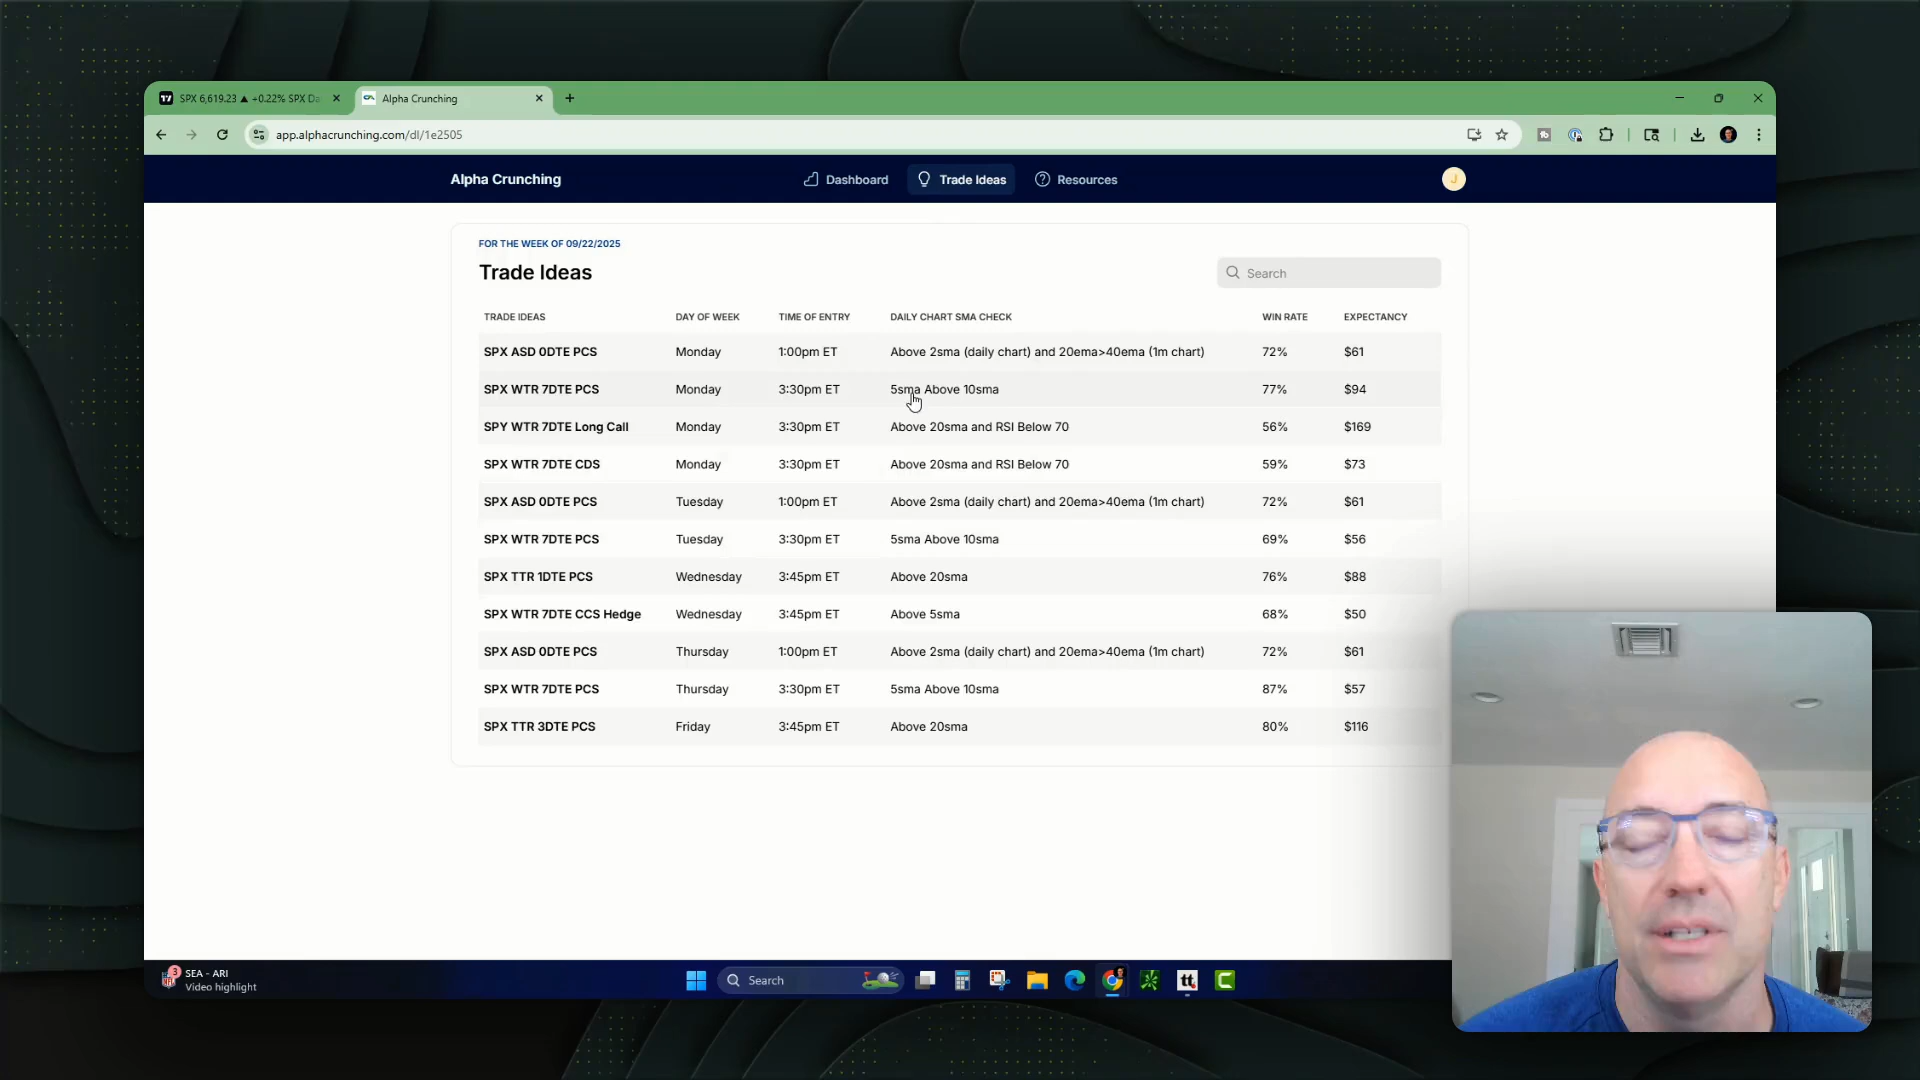 SPX 6,619.23 ▲ +0.22% SPX Da
Alpha Crunching
app.alphacrunching.com/dl/1e2505
Alpha Crunching
Dashboard
Trade Ideas
Resources
J
FOR THE WEEK OF 09/22/2025
Trade Ideas
Search
TRADE IDEAS DAY OF WEEK TIME OF ENTRY DAILY CHART SMA CHECK WIN RATE EXPECTANCY
SPX ASD 0DTE PCS Monday 1:00pm ET Above 2sma (daily chart) and 20ema>40ema (1m chart) 72% $61
SPX WTR 7DTE PCS Monday 3:30pm ET 5sma Above 10sma 77% $94
SPY WTR 7DTE Long Call Monday 3:30pm ET Above 20sma and RSI Below 70 56% $169
SPX WTR 7DTE CDS Monday 3:30pm ET Above 20sma and RSI Below 70 59% $73
SPX ASD 0DTE PCS Tuesday 1:00pm ET Above 2sma (daily chart) and 20ema>40ema (1m chart) 72% $61
SPX WTR 7DTE PCS Tuesday 3:30pm ET 5sma Above 10sma 69% $56
SPX TTR 1DTE PCS Wednesday 3:45pm ET Above 20sma 76% $88
SPX WTR 7DTE CCS Hedge Wednesday 3:45pm ET Above 5sma 68% $50
SPX ASD 0DTE PCS Thursday 1:00pm ET Above 2sma (daily chart) and 20ema>40ema (1m chart) 72% $61
SPX WTR 7DTE PCS Thursday 3:30pm ET 5sma Above 10sma 87% $57
SPX TTR 3DTE PCS Friday 3:45pm ET Above 20sma 80% $116
3
SEA - ARI
Video highlight
Search
tt